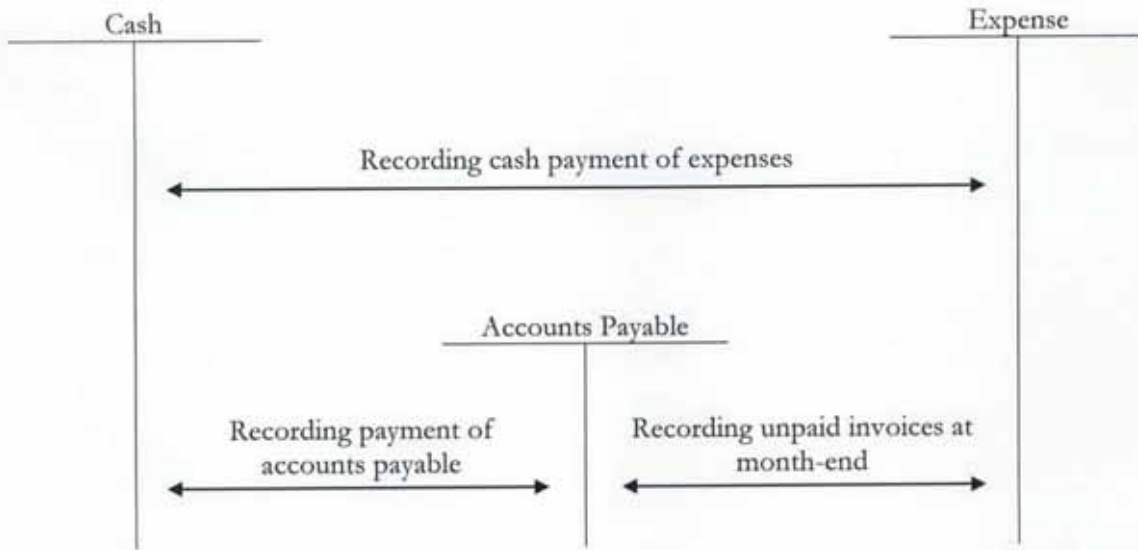 Cash
Expense
Recording cash payment of expenses
Accounts Payable
Recording payment of
accounts payable
Recording unpaid invoices at
month-end